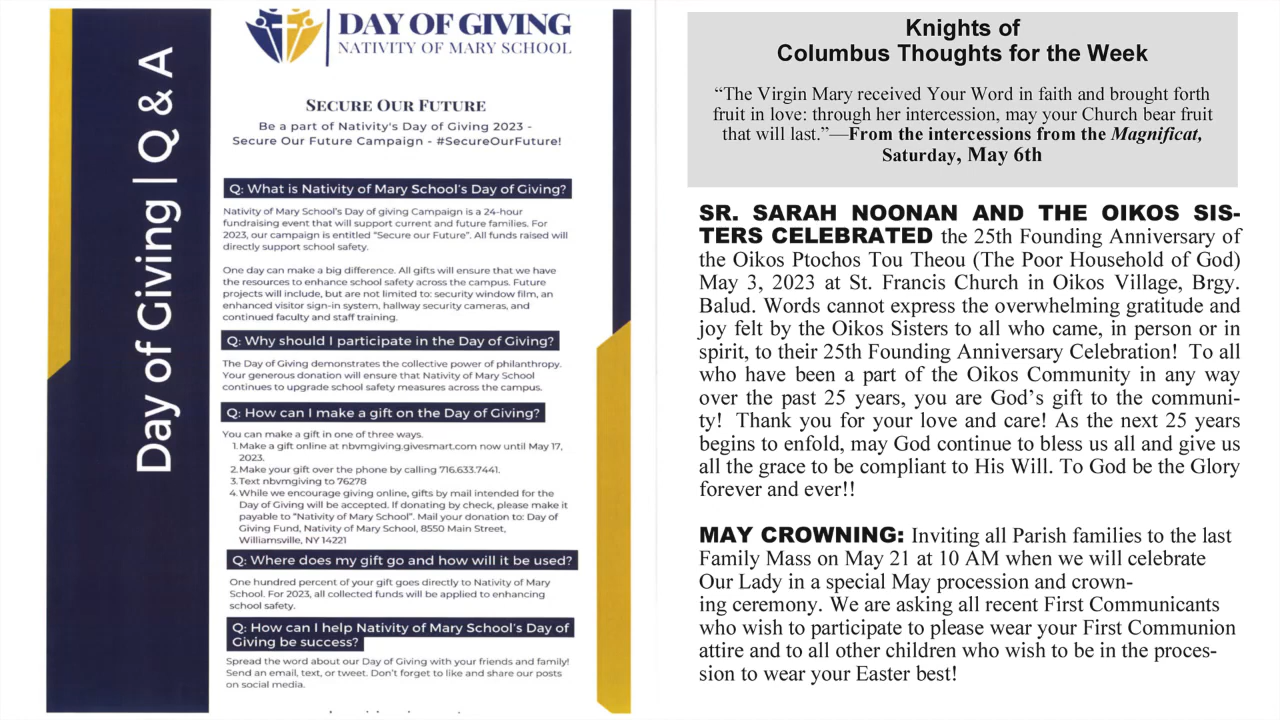 Day of Giving | Q & A
DAY OF GIVING
NATIVITY OF MARY SCHOOL
SECURE OUR FUTURE
Be a part of Nativity's Day of Giving 2023 -
Secure Our Future Campaign - #SecureOurFuture!
Q: What is Nativity of Mary School's Day of Giving?
Nativity of Mary School's Day of giving Campaign is a 24-hour
fundraising event that will support current and future families. For
2023, our campaign is entitled "Secure our Future". All funds raised will
directly support school safety.
One day can make a big difference. All gifts will ensure that we have
the resources to enhance school safety across the campus. Future
projects will include, but are not limited to: security window film, an
enhanced visitor sign-in system, hallway security cameras, and
continued faculty and staff training.
Q: Why should I participate in the Day of Giving?
The Day of Giving demonstrates the collective power of philanthropy.
Your generous donation will ensure that Nativity of Mary School
continues to upgrade school safety measures across the campus.
Q: How can I make a gift on the Day of Giving?
You can make a gift in one of three ways.
1. Make a gift online at nbvmgiving.givesmart.com now until May 17,
2023.
2. Make your gift over the phone by calling 716.633.7441.
3. Text nbvmgiving to 76278
4. While we encourage giving online, gifts by mail intended for the
Day of Giving will be accepted. If donating by check, please make it
payable to "Nativity of Mary School". Mail your donation to: Day of
Giving Fund, Nativity of Mary School, 8550 Main Street,
Williamsville, NY 14221
Q: Where does my gift go and how will it be used?
One hundred percent of your gift goes directly to Nativity of Mary
School. For 2023, all collected funds will be applied to enhancing
school safety.
Q: How can I help Nativity of Mary School's Day of
Giving be success?
Spread the word about our Day of Giving with your friends and family!
Send an email, text, or tweet. Don't forget to like and share our posts
on social media.
Knights of
Columbus Thoughts for the Week
“The Virgin Mary received Your Word in faith and brought forth
fruit in love: through her intercession, may your Church bear fruit
that will last.”—From the intercessions from the Magnificat,
Saturday, May 6th
SR. SARAH NOONAN AND THE OIKOS SIS-
TERS CELEBRATED the 25th Founding Anniversary of
the Oikos Ptochos Tou Theou (The Poor Household of God)
May 3, 2023 at St. Francis Church in Oikos Village, Brgy.
Balud. Words cannot express the overwhelming gratitude and
joy felt by the Oikos Sisters to all who came, in person or in
spirit, to their 25th Founding Anniversary Celebration! To all
who have been a part of the Oikos Community in any way
over the past 25 years, you are God's gift to the communi-
ty! Thank you for your love and care! As the next 25 years
begins to enfold, may God continue to bless us all and give us
all the grace to be compliant to His Will. To God be the Glory
forever and ever!!
MAY CROWNING: Inviting all Parish families to the last
Family Mass on May 21 at 10 AM when we will celebrate
Our Lady in a special May procession and crown-
ing ceremony. We are asking all recent First Communicants
who wish to participate to please wear your First Communion
attire and to all other children who wish to be in the proces-
sion to wear your Easter best!